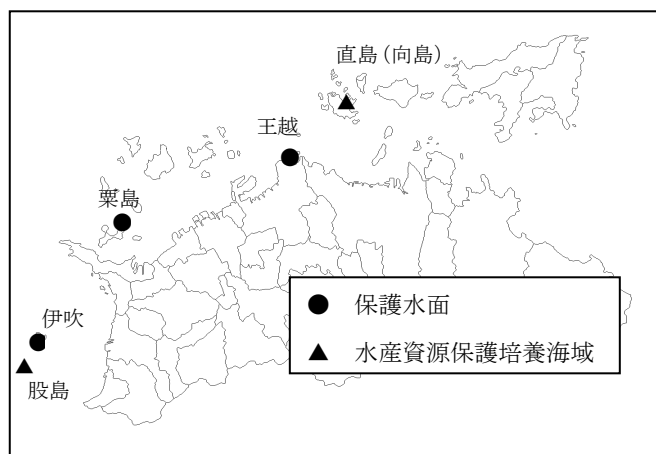 直島（向島）
王越
粟島
伊吹
股島
保護水面
水産資源保護培養海域